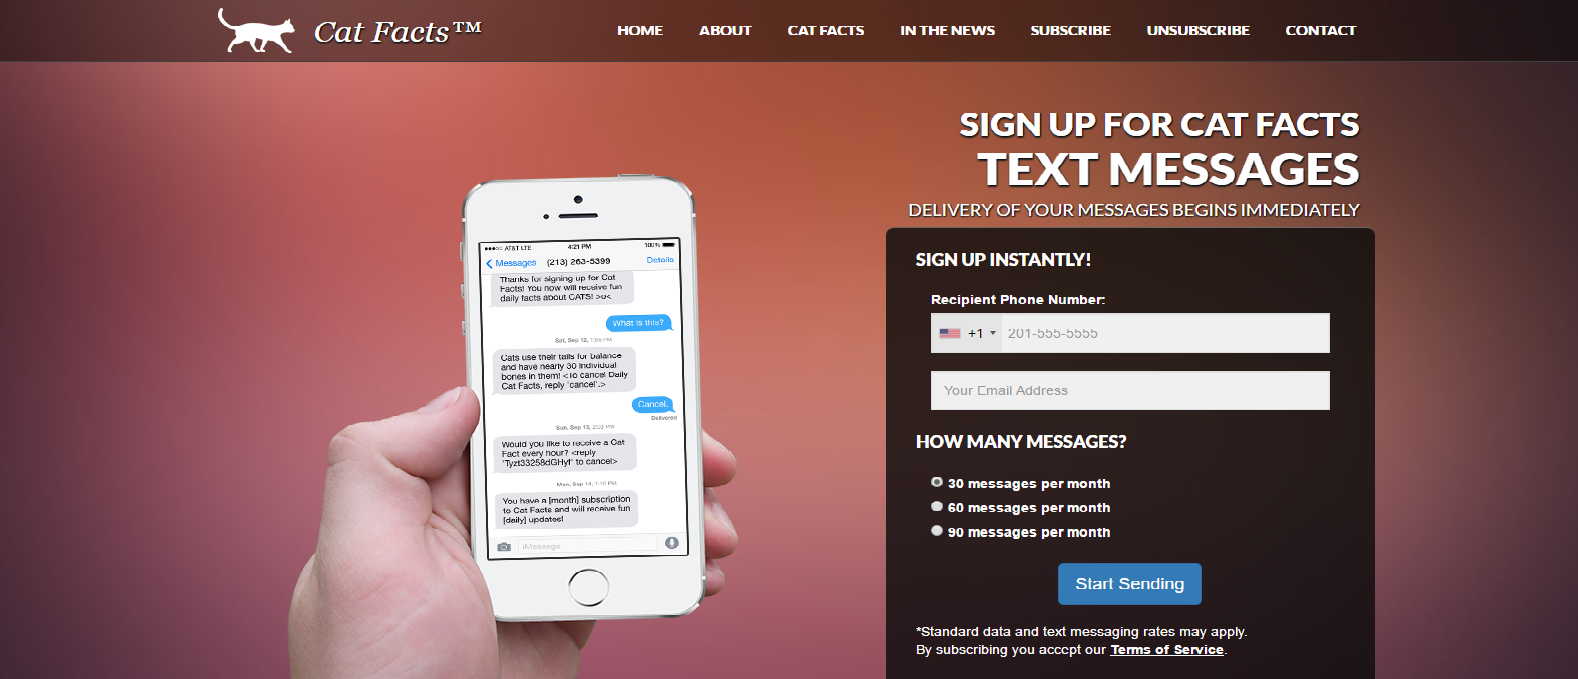 Cat Facts™
HOME ABOUT CAT FACTS IN THE NEWS SUBSCRIBE UNSUBSCRIBE CONTACT
SIGN UP FOR CAT FACTS
TEXT MESSAGES
DELIVERY OF YOUR MESSAGES BEGINS IMMEDIATELY
AT&T LTE 4:21 PM 100%
Messages (213) 263-5399 Details
Thanks for signing up for Cat
Facts! You now will receive fun
daily facts about CATS! >o<
What is this?
Sat, Sep 12, 1:55 PM
Cats use their tails for balance
and have nearly 30 individual
bones in them! <To cancel Daily
Cat Facts, reply 'cancel'.>
Cancel.
Delivered
Sun, Sep 13, 2:03 PM
Would you like to receive a Cat
Fact every hour? <reply
'Tyzt33258dGHyt' to cancel>
Mon, Sep 14, 1:19 PM
You have a [month] subscription
to Cat Facts and will receive fun
[daily] updates!
iMessage
SIGN UP INSTANTLY!
Recipient Phone Number:
+1 201-555-5555
Your Email Address
HOW MANY MESSAGES?
30 messages per month
60 messages per month
90 messages per month
Start Sending
*Standard data and text messaging rates may apply.
By subscribing you accept our Terms of Service.